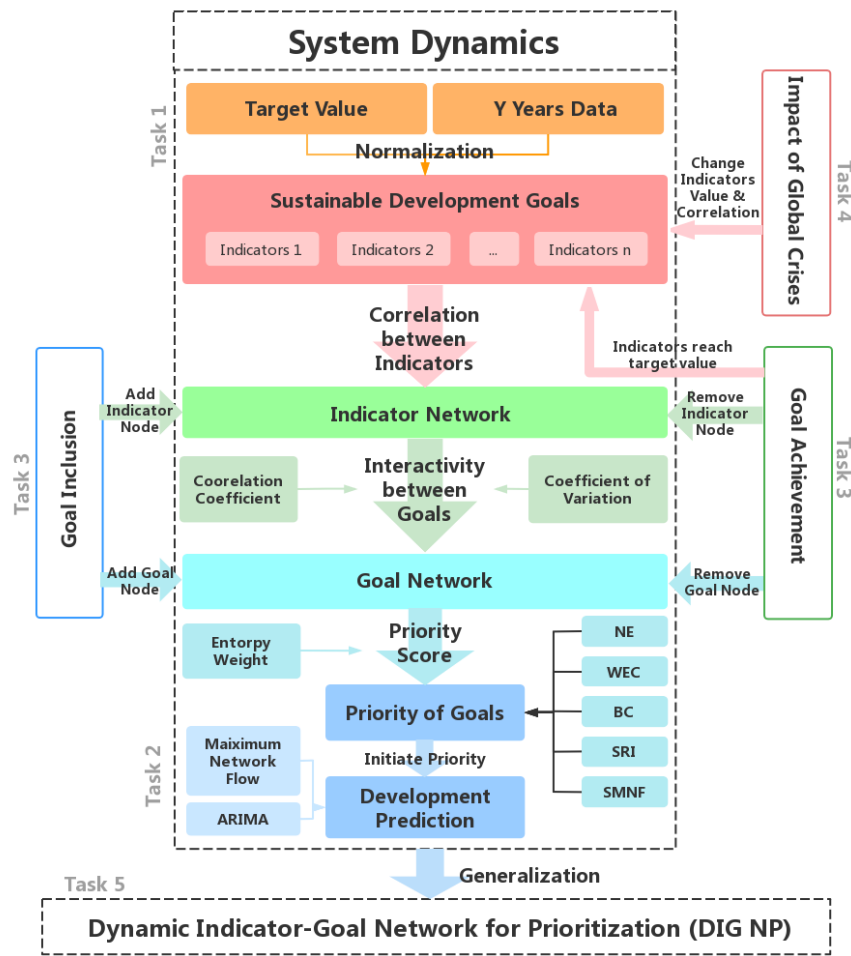 System Dynamics
Task 1
Target Value
Y Years Data
Normalization
Sustainable Development Goals
Indicators 1
Indicators 2
...
Indicators n
Change
Indicators
Value &
Correlation
Impact of Global Crises
Task 4
Correlation
between
Indicators
Indicators reach
target value
Task 3
Goal Inclusion
Add
Indicator
Node
Indicator Network
Remove
Indicator
Node
Goal Achievement
Task 3
Coorelation
Coefficient
Interactivity
between
Goals
Coefficient of
Variation
Add Goal
Node
Goal Network
Remove
Goal Node
Entorpy
Weight
Priority
Score
NE
WEC
BC
SRI
SMNF
Priority of Goals
Task 2
Maiximum
Network
Flow
ARIMA
Initiate Priority
Development
Prediction
Generalization
Task 5
Dynamic Indicator-Goal Network for Prioritization (DIG NP)